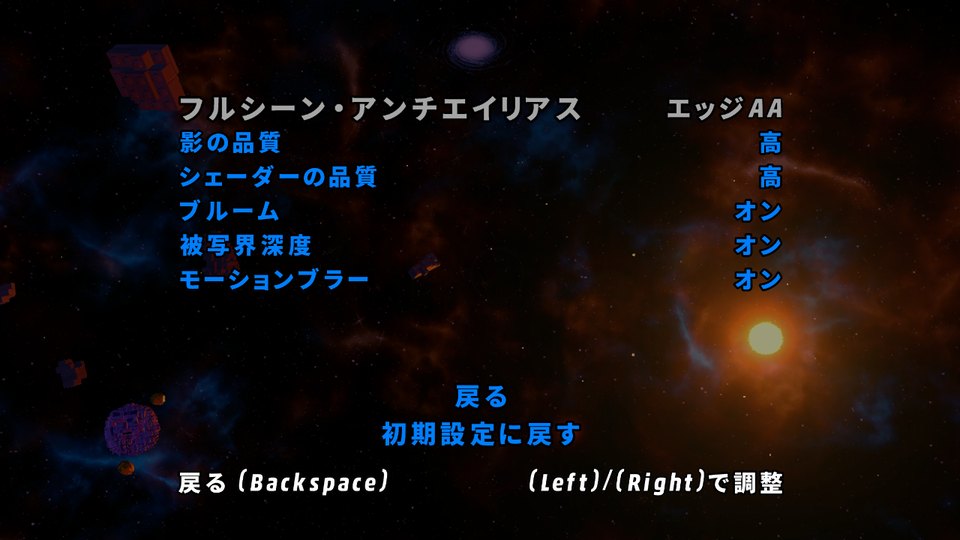 フルシーン・アンチエイリアス エッジAA
影の品質 高
シェーダーの品質 高
ブルーム オン
被写界深度 オン
モーションブラー オン
戻る
初期設定に戻す
戻る (Backspace) (Left)/(Right)で調整